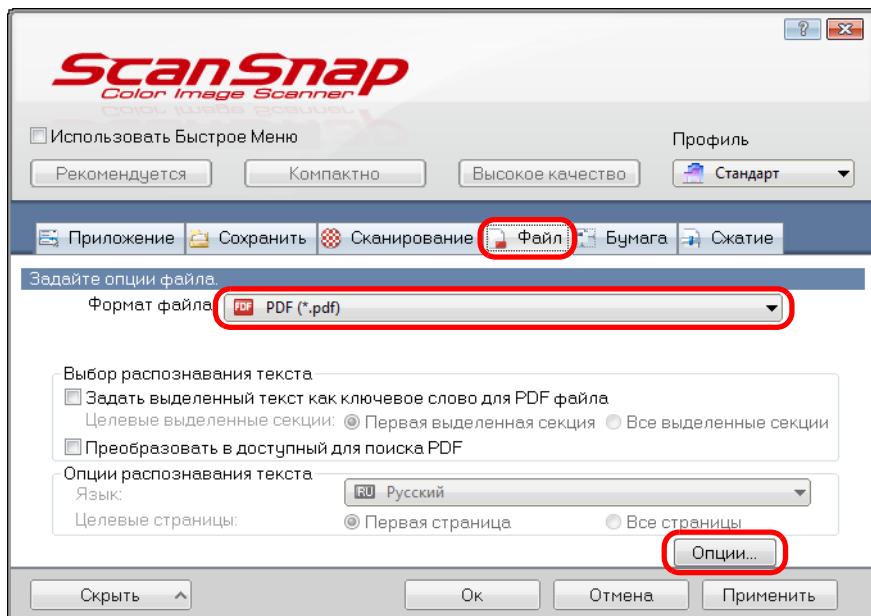 ScanSnap
Color Image Scanner
Использовать Быстрое Меню
Профиль
Рекомендуется Компактно Высокое качество Стандарт
Приложение Сохранить Сканирование Файл Бумага Сжатие
Задайте опции файла.
Формат файла: PDF PDF (*.pdf)
Выбор распознавания текста
Задать выделенный текст как ключевое слово для PDF файла
Целевые выделенные секции: Первая выделенная секция Все выделенные секции
Преобразовать в доступный для поиска PDF
Опции распознавания текста
Язык: RU Русский
Целевые страницы: Первая страница Все страницы
Опции...
Скрыть Ок Отмена Применить